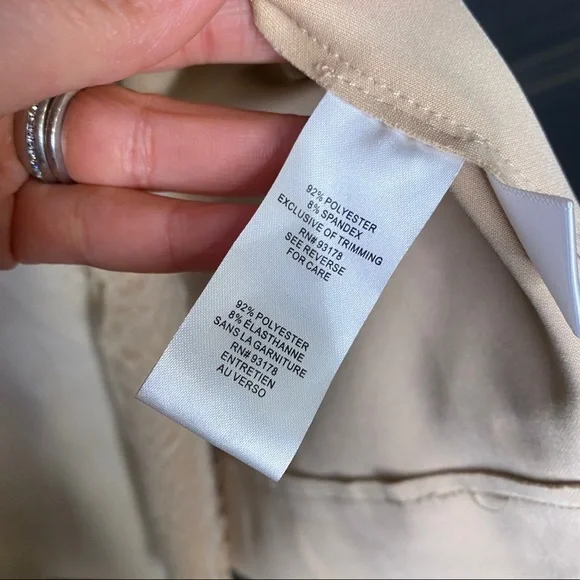 92% POLYESTER
8% SPANDEX
EXCLUSIVE OF TRIMMING
RN# 93178
SEE REVERSE
FOR CARE
92% POLYESTER
8% ÉLASTHANNE
SANS LA GARNITURE
RN# 93178
ENTRETIEN
AU VERSO